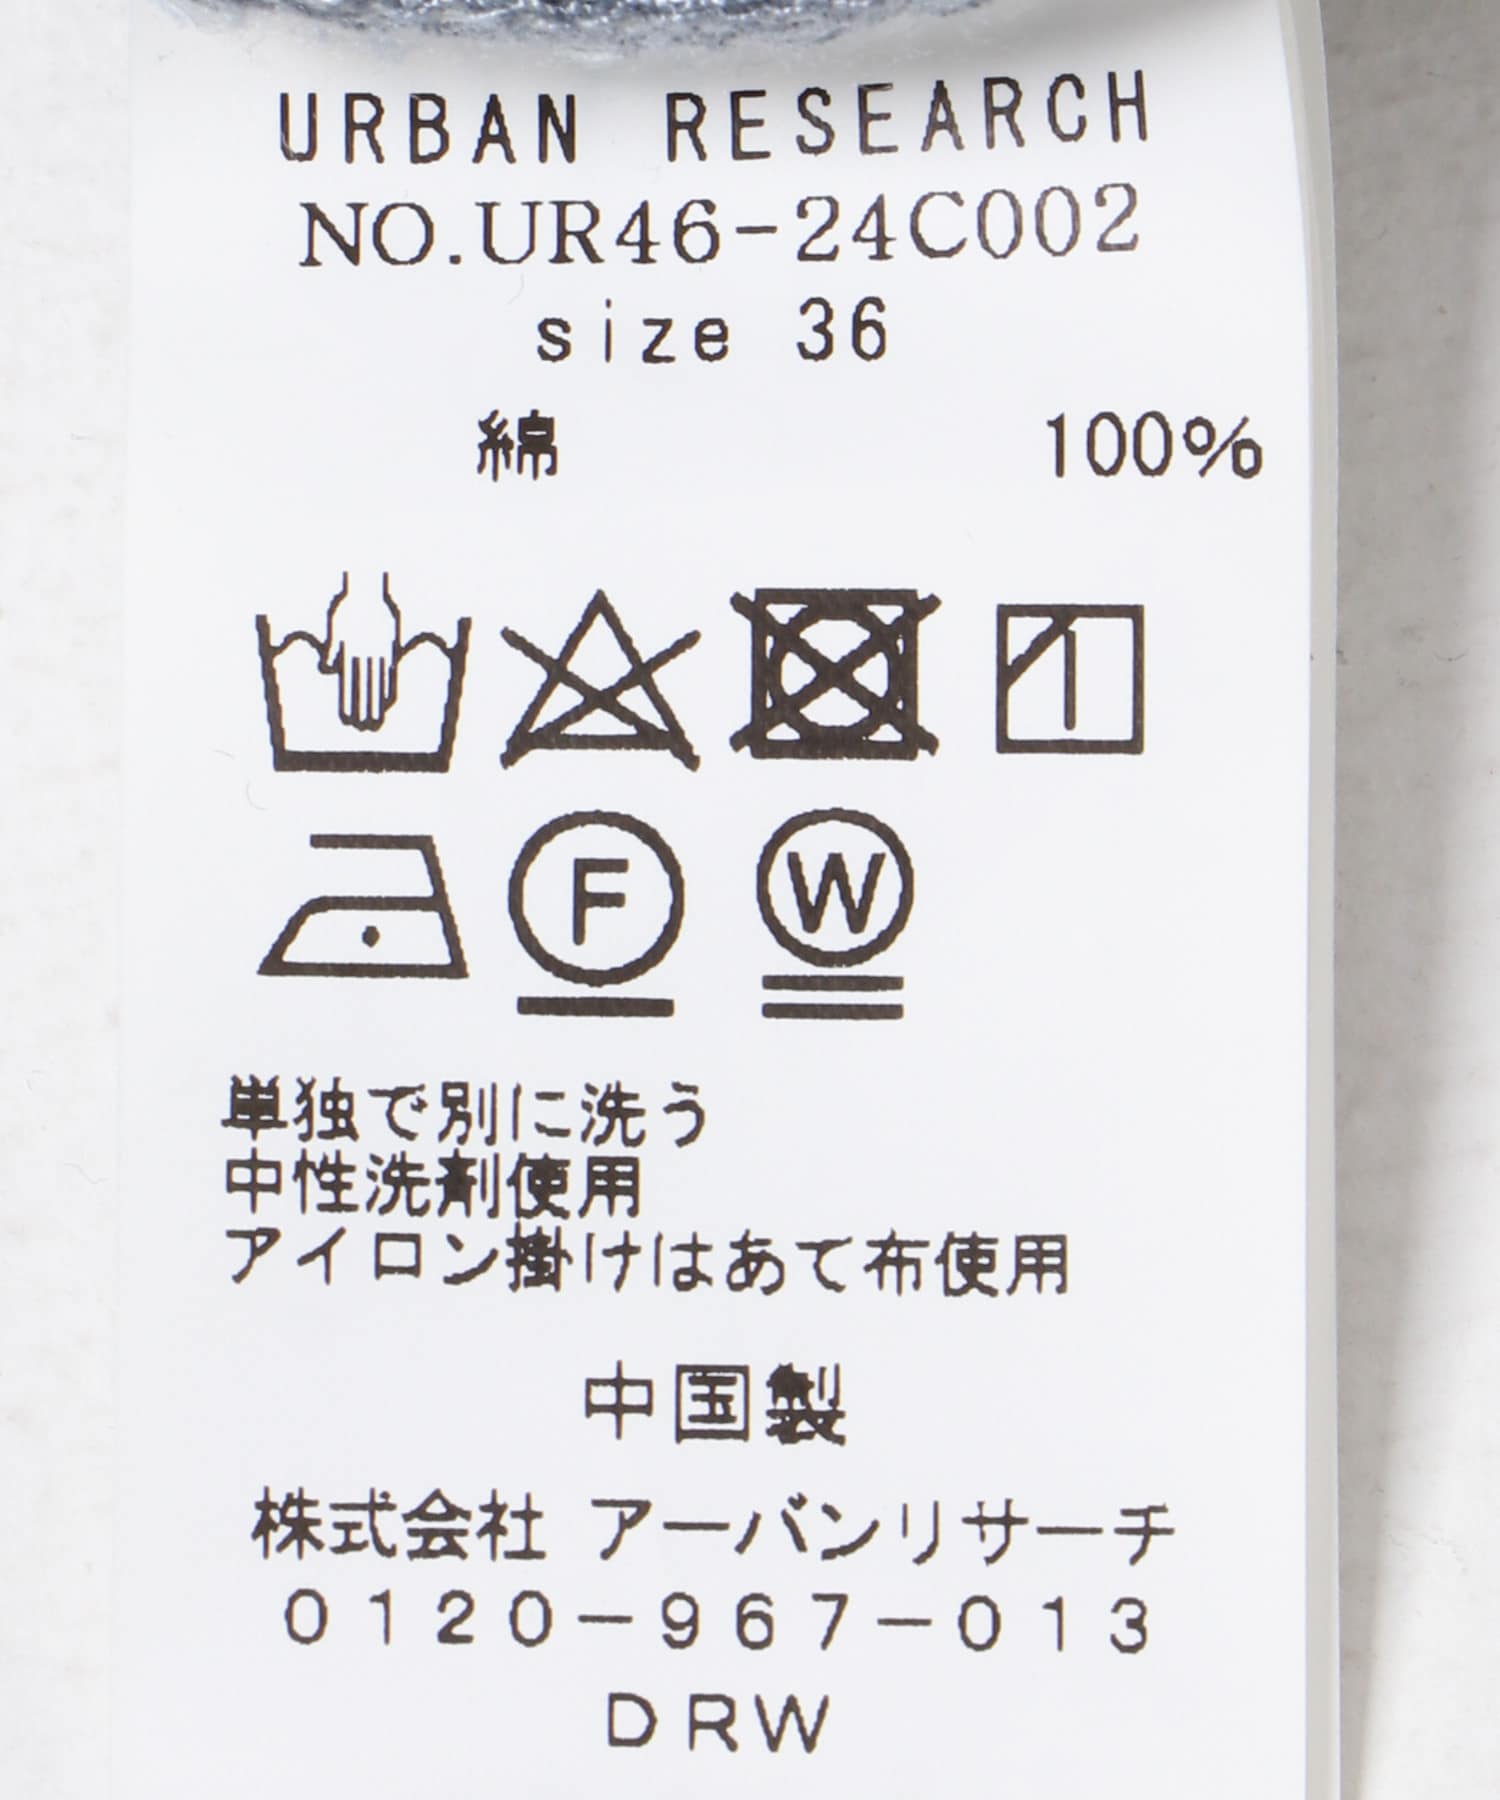 URBAN RESEARCH
NO.UR46-24C002
size 36
綿 100%
F W
単独で別に洗う
中性洗剤使用
アイロン掛けはあて布使用
中国製
株式会社 アーバンリサーチ
0120-967-013
DRW